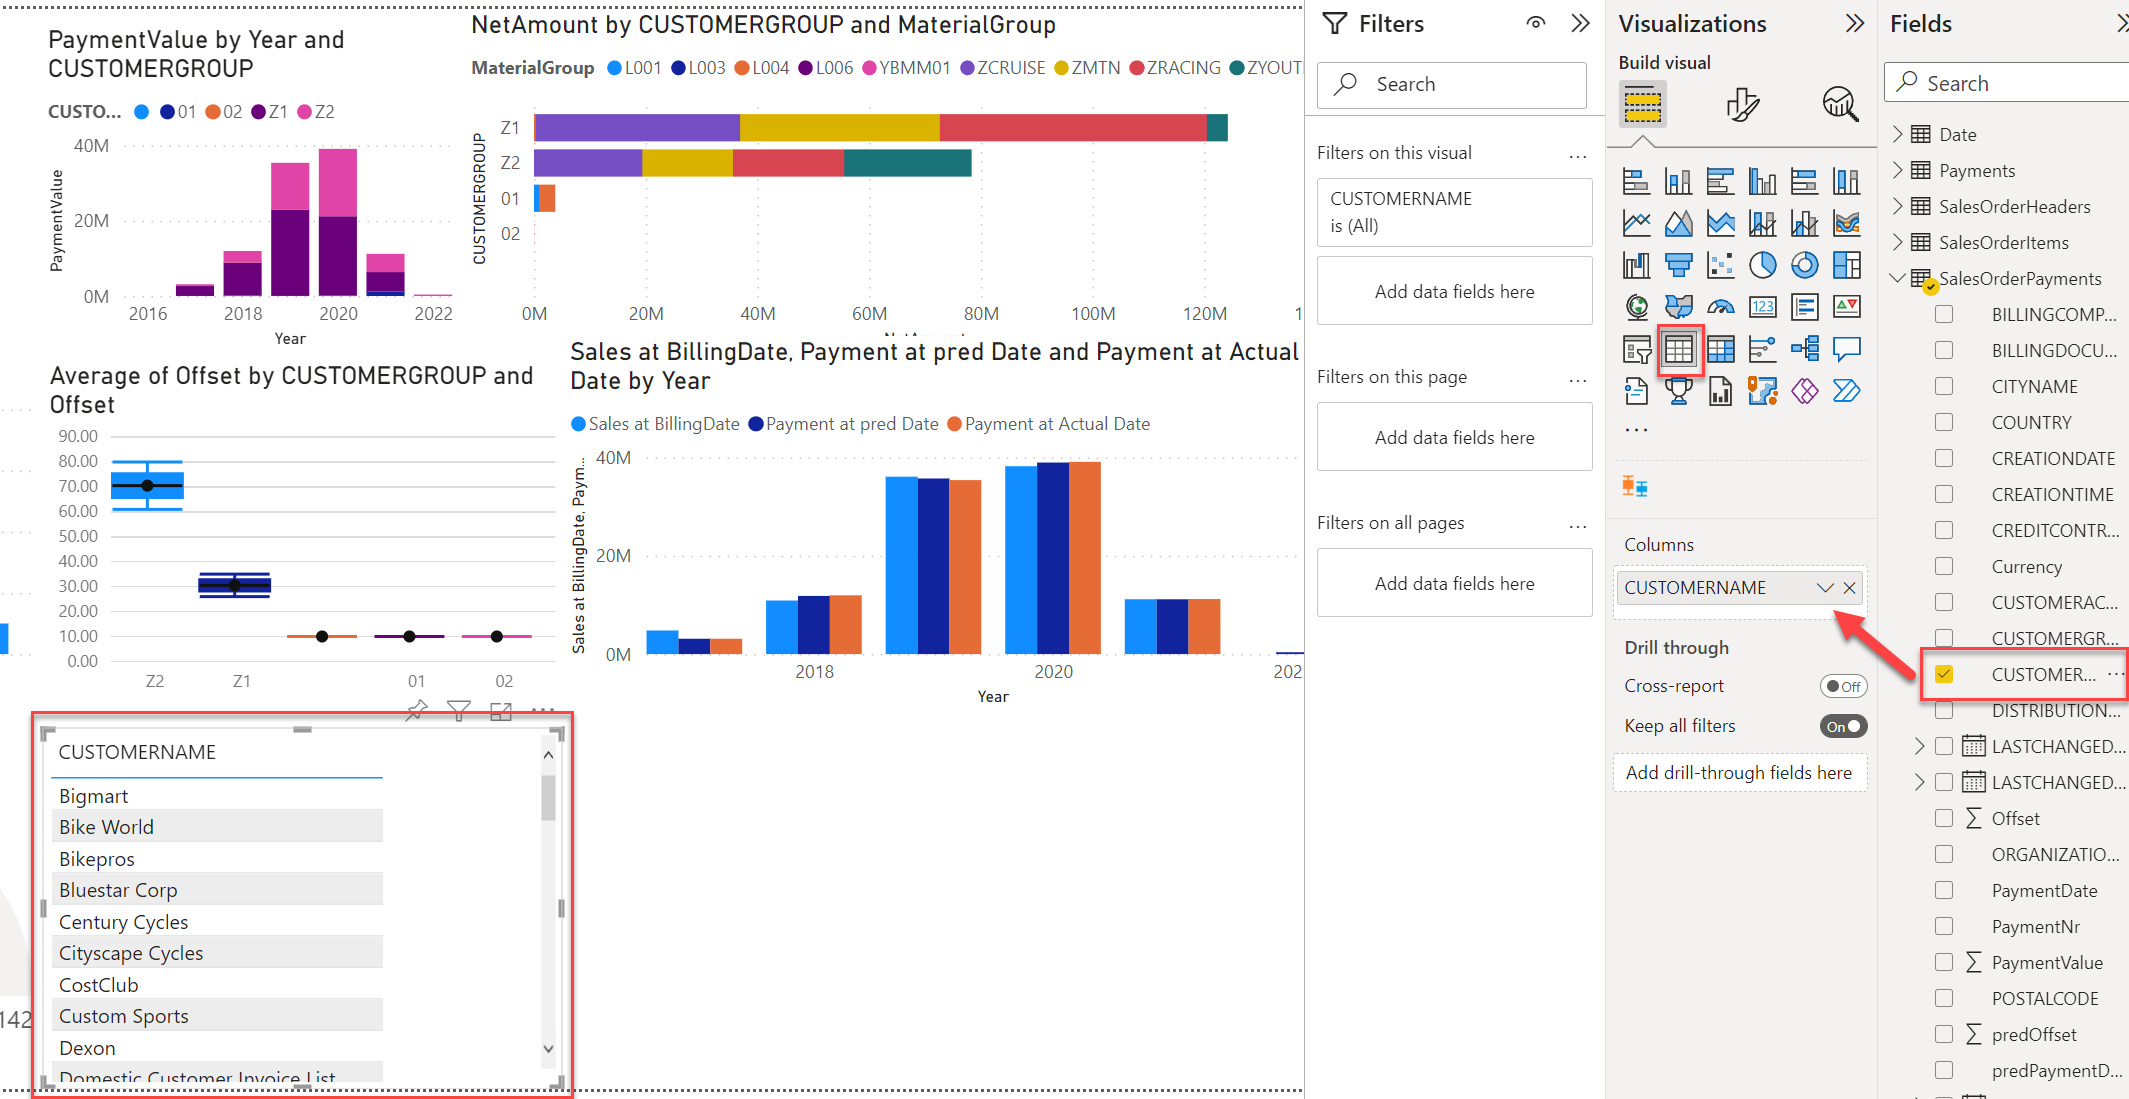 PaymentValue by Year and
CUSTOMERGROUP
CUSTO... 01 02 Z1 Z2
40M
20M
0M
PaymentValue
2016 2018 2020 2022
Year
NetAmount by CUSTOMERGROUP and MaterialGroup
MaterialGroup L001 L003 L004 L006 YBMM01 ZCRUISE ZMTN ZRACING
CUSTOMERGROUP
Z1
Z2
01
02
0M 20M 40M 60M 80M 100M 120M
Average of Offset by CUSTOMERGROUP and
Offset
90.00
80.00
70.00
60.00
50.00
40.00
30.00
20.00
10.00
0.00
Z2 Z1 01 02
Sales at BillingDate, Payment at pred Date and Payment at Actual
Date by Year
Sales at BillingDate Payment at pred Date Payment at Actual Date
Sales at BillingDate, Paym...
40M
20M
0M
2018 2020
Year
142
CUSTOMERNAME
Bigmart
Bike World
Bikepros
Bluestar Corp
Century Cycles
Cityscape Cycles
CostClub
Custom Sports
Dexon
Domestic Customer Invoice List
Filters
Search
Filters on this visual ...
CUSTOMERNAME
is (All)
Add data fields here
Filters on this page ...
Add data fields here
Filters on all pages ...
Add data fields here
Visualizations
Build visual
123
...
Columns
CUSTOMERNAME
Drill through
Cross-report Off
Keep all filters On
Add drill-through fields here
Fields
Search
Date
Payments
SalesOrderHeaders
SalesOrderItems
SalesOrderPayments
BILLINGCOMP...
BILLINGDOCU...
CITYNAME
COUNTRY
CREATIONDATE
CREATIONTIME
CREDITCONTR...
Currency
CUSTOMERAC...
CUSTOMERGR...
CUSTOMER... ...
DISTRIBUTION...
LASTCHANGED...
LASTCHANGED...
Offset
ORGANIZATIO...
PaymentDate
PaymentNr
PaymentValue
POSTALCODE
predOffset
predPaymentD...